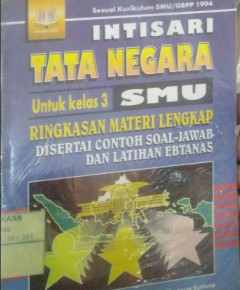 Sesuai Kurikulum SMU/GBPP 1994
INTISARI
TATA NEGARA
Untuk kelas 3 SMU
RINGKASAN MATERI LENGKAP
DISERTAI CONTOH SOAL-JAWAB
DAN LATIHAN EBTANAS